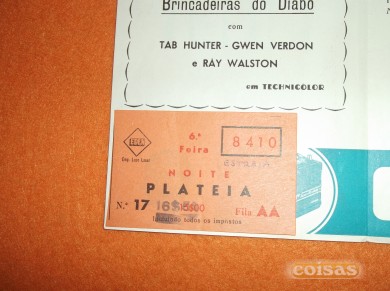 Brincadeiras do Diabo
com
TAB HUNTER - GWEN VERDON
e RAY WALSTON
em TECHNICOLOR
6.ª
Feira
8410
NOITE
PLATEIA
N.º 17
Fila AA
Incluindo todos os impostos
coisas